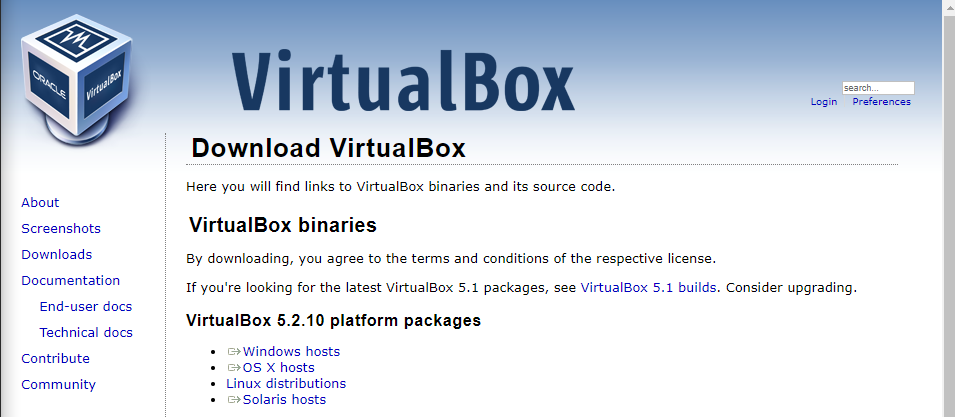 ORACLE
VirtualBox
VirtualBox
search...
Login Preferences
About
Screenshots
Downloads
Documentation
End-user docs
Technical docs
Contribute
Community
Download VirtualBox
Here you will find links to VirtualBox binaries and its source code.
VirtualBox binaries
By downloading, you agree to the terms and conditions of the respective license.
If you're looking for the latest VirtualBox 5.1 packages, see VirtualBox 5.1 builds. Consider upgrading.
VirtualBox 5.2.10 platform packages
Windows hosts
OS X hosts
Linux distributions
Solaris hosts